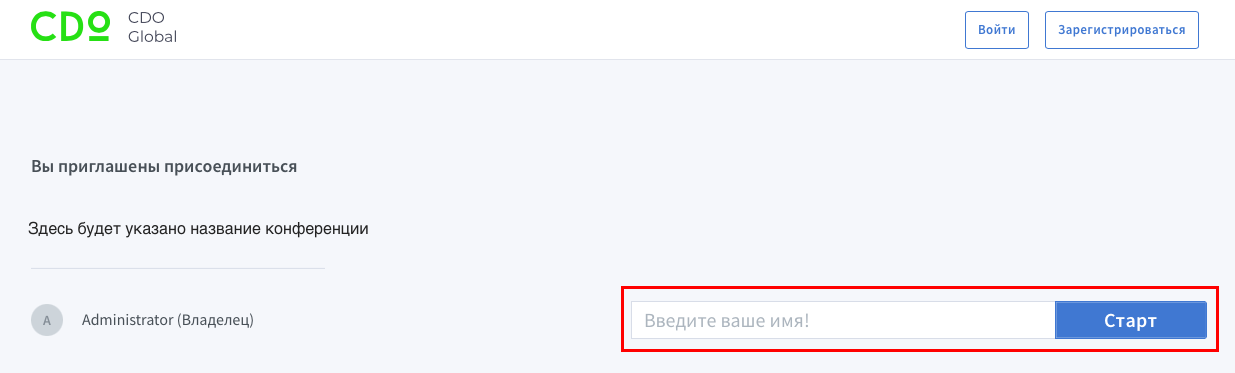 CDO
CDO
Global
Войти
Зарегистрироваться
Вы приглашены присоединиться
Здесь будет указано название конференции
A
Administrator (Владелец)
Введите ваше имя!
Старт